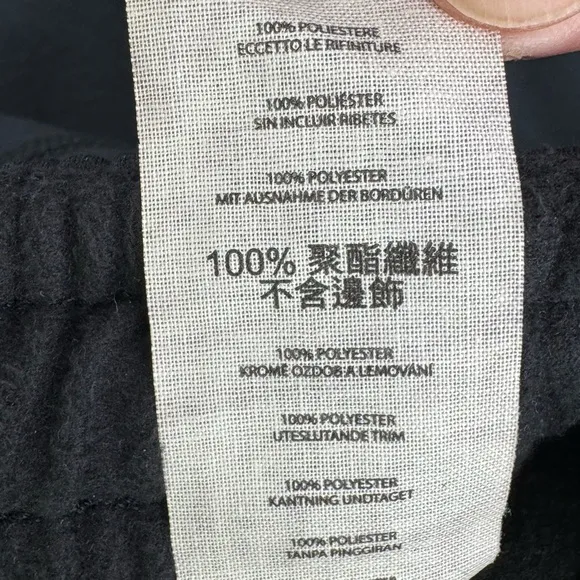 100% POLIESTERE
ECCETTO LE RIFINITURE
100% POLIÉSTER
SIN INCLUIR RIBETES
100% POLYESTER
MIT AUSNAHME DER BORDÜREN
100% 聚酯纖維
不含邊飾
100% POLYESTER
KROMĚ OZDOB A LEMOVÁNÍ
100% POLYESTER
UTESLUTANDE TRIM
100% POLYESTER
KANTNING UNDTAGET
100% POLIESTER
TANPA PINGGIRAN